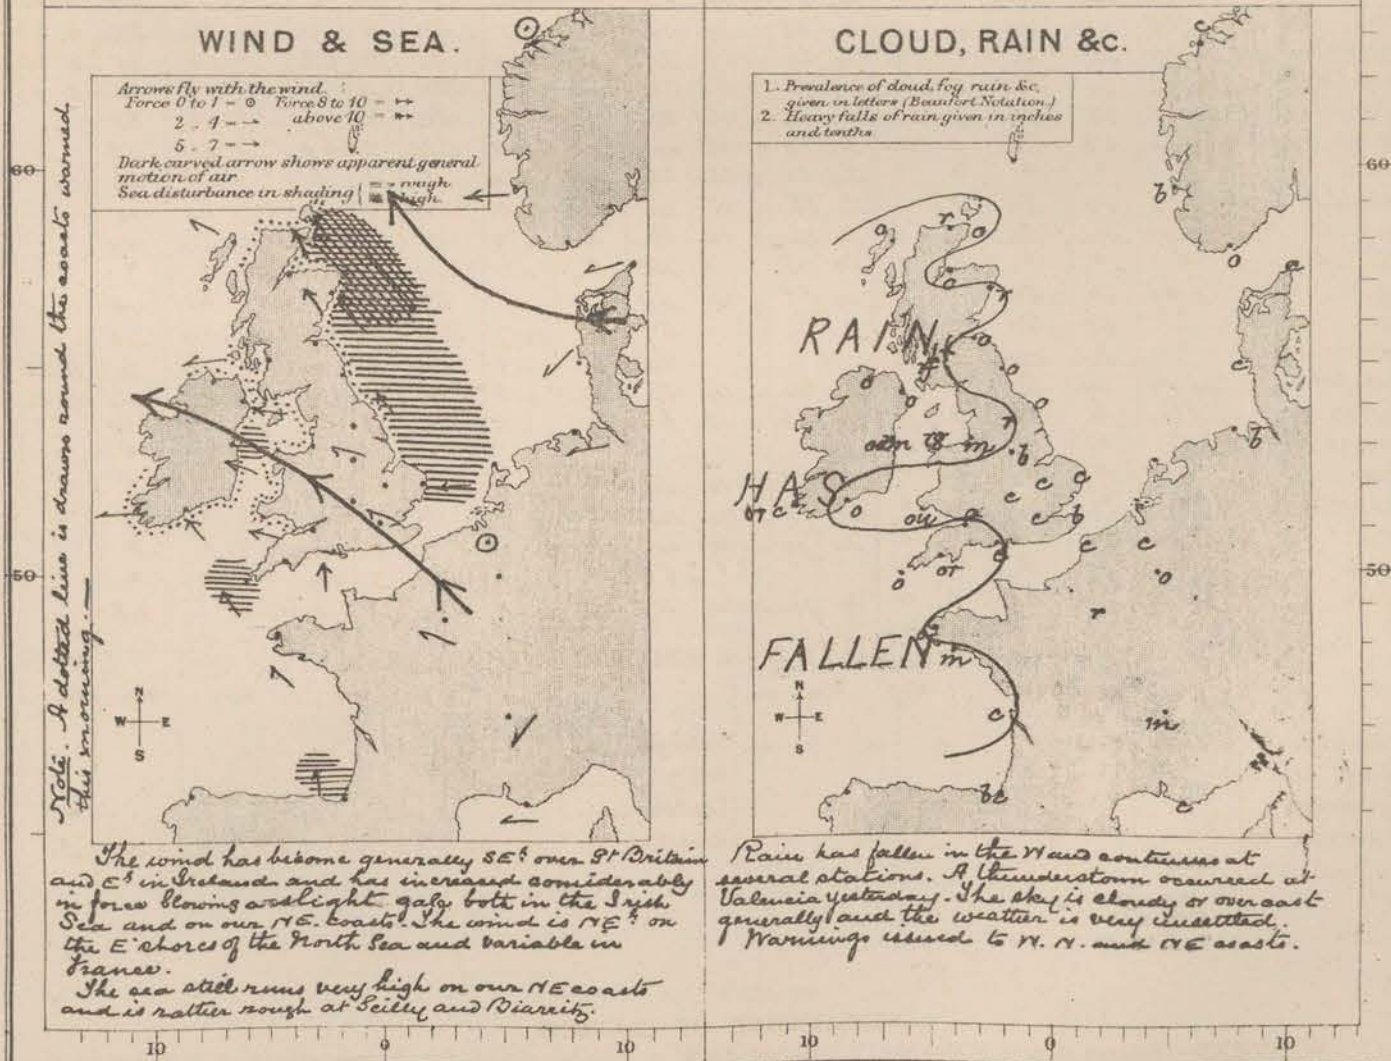 WIND & SEA.
Arrows fly with the wind.
Force 0 to 1 = ⊙ Force 8 to 10 =
2 „ 4 = → above 10 =
5 „ 7 = →
Dark curved arrow shows apparent general
motion of air
Sea disturbance in shading { = rough
= high.
60
50
N
W E
S
Note. A dotted line is drawn round the coasts warned
this morning.—
The wind has become generally SEy over Gt Britain
and Ey in Ireland and has increased considerably
in force blowing a slight gale both in the Irish
Sea and on our NE. coasts. The wind is NEy on
the E shores of the North Sea and variable in
France.
The sea still runs very high on our NE coasts
and is rather rough at Scilly and Biarritz.
10 0 10
CLOUD, RAIN &c.
1. Prevalence of cloud, fog, rain &c,
given in letters (Beaufort Notation.)
2. Heavy falls of rain given in inches
and tenths
60
b
r
o
o
o
o
RAIN
o
o
o
m
b
HAS
c
o
c
c
c
b
b
ou
or
o
c
c
c
o
r
FALLEN
m
c
m
bc
c
50
N
W E
S
Rain has fallen in the W and continues at
several stations. A thunderstorm occurred at
Valencia yesterday. The sky is cloudy or overcast
generally and the weather is very unsettled.
Warnings issued to W. N. and NE coasts.
10 0 10